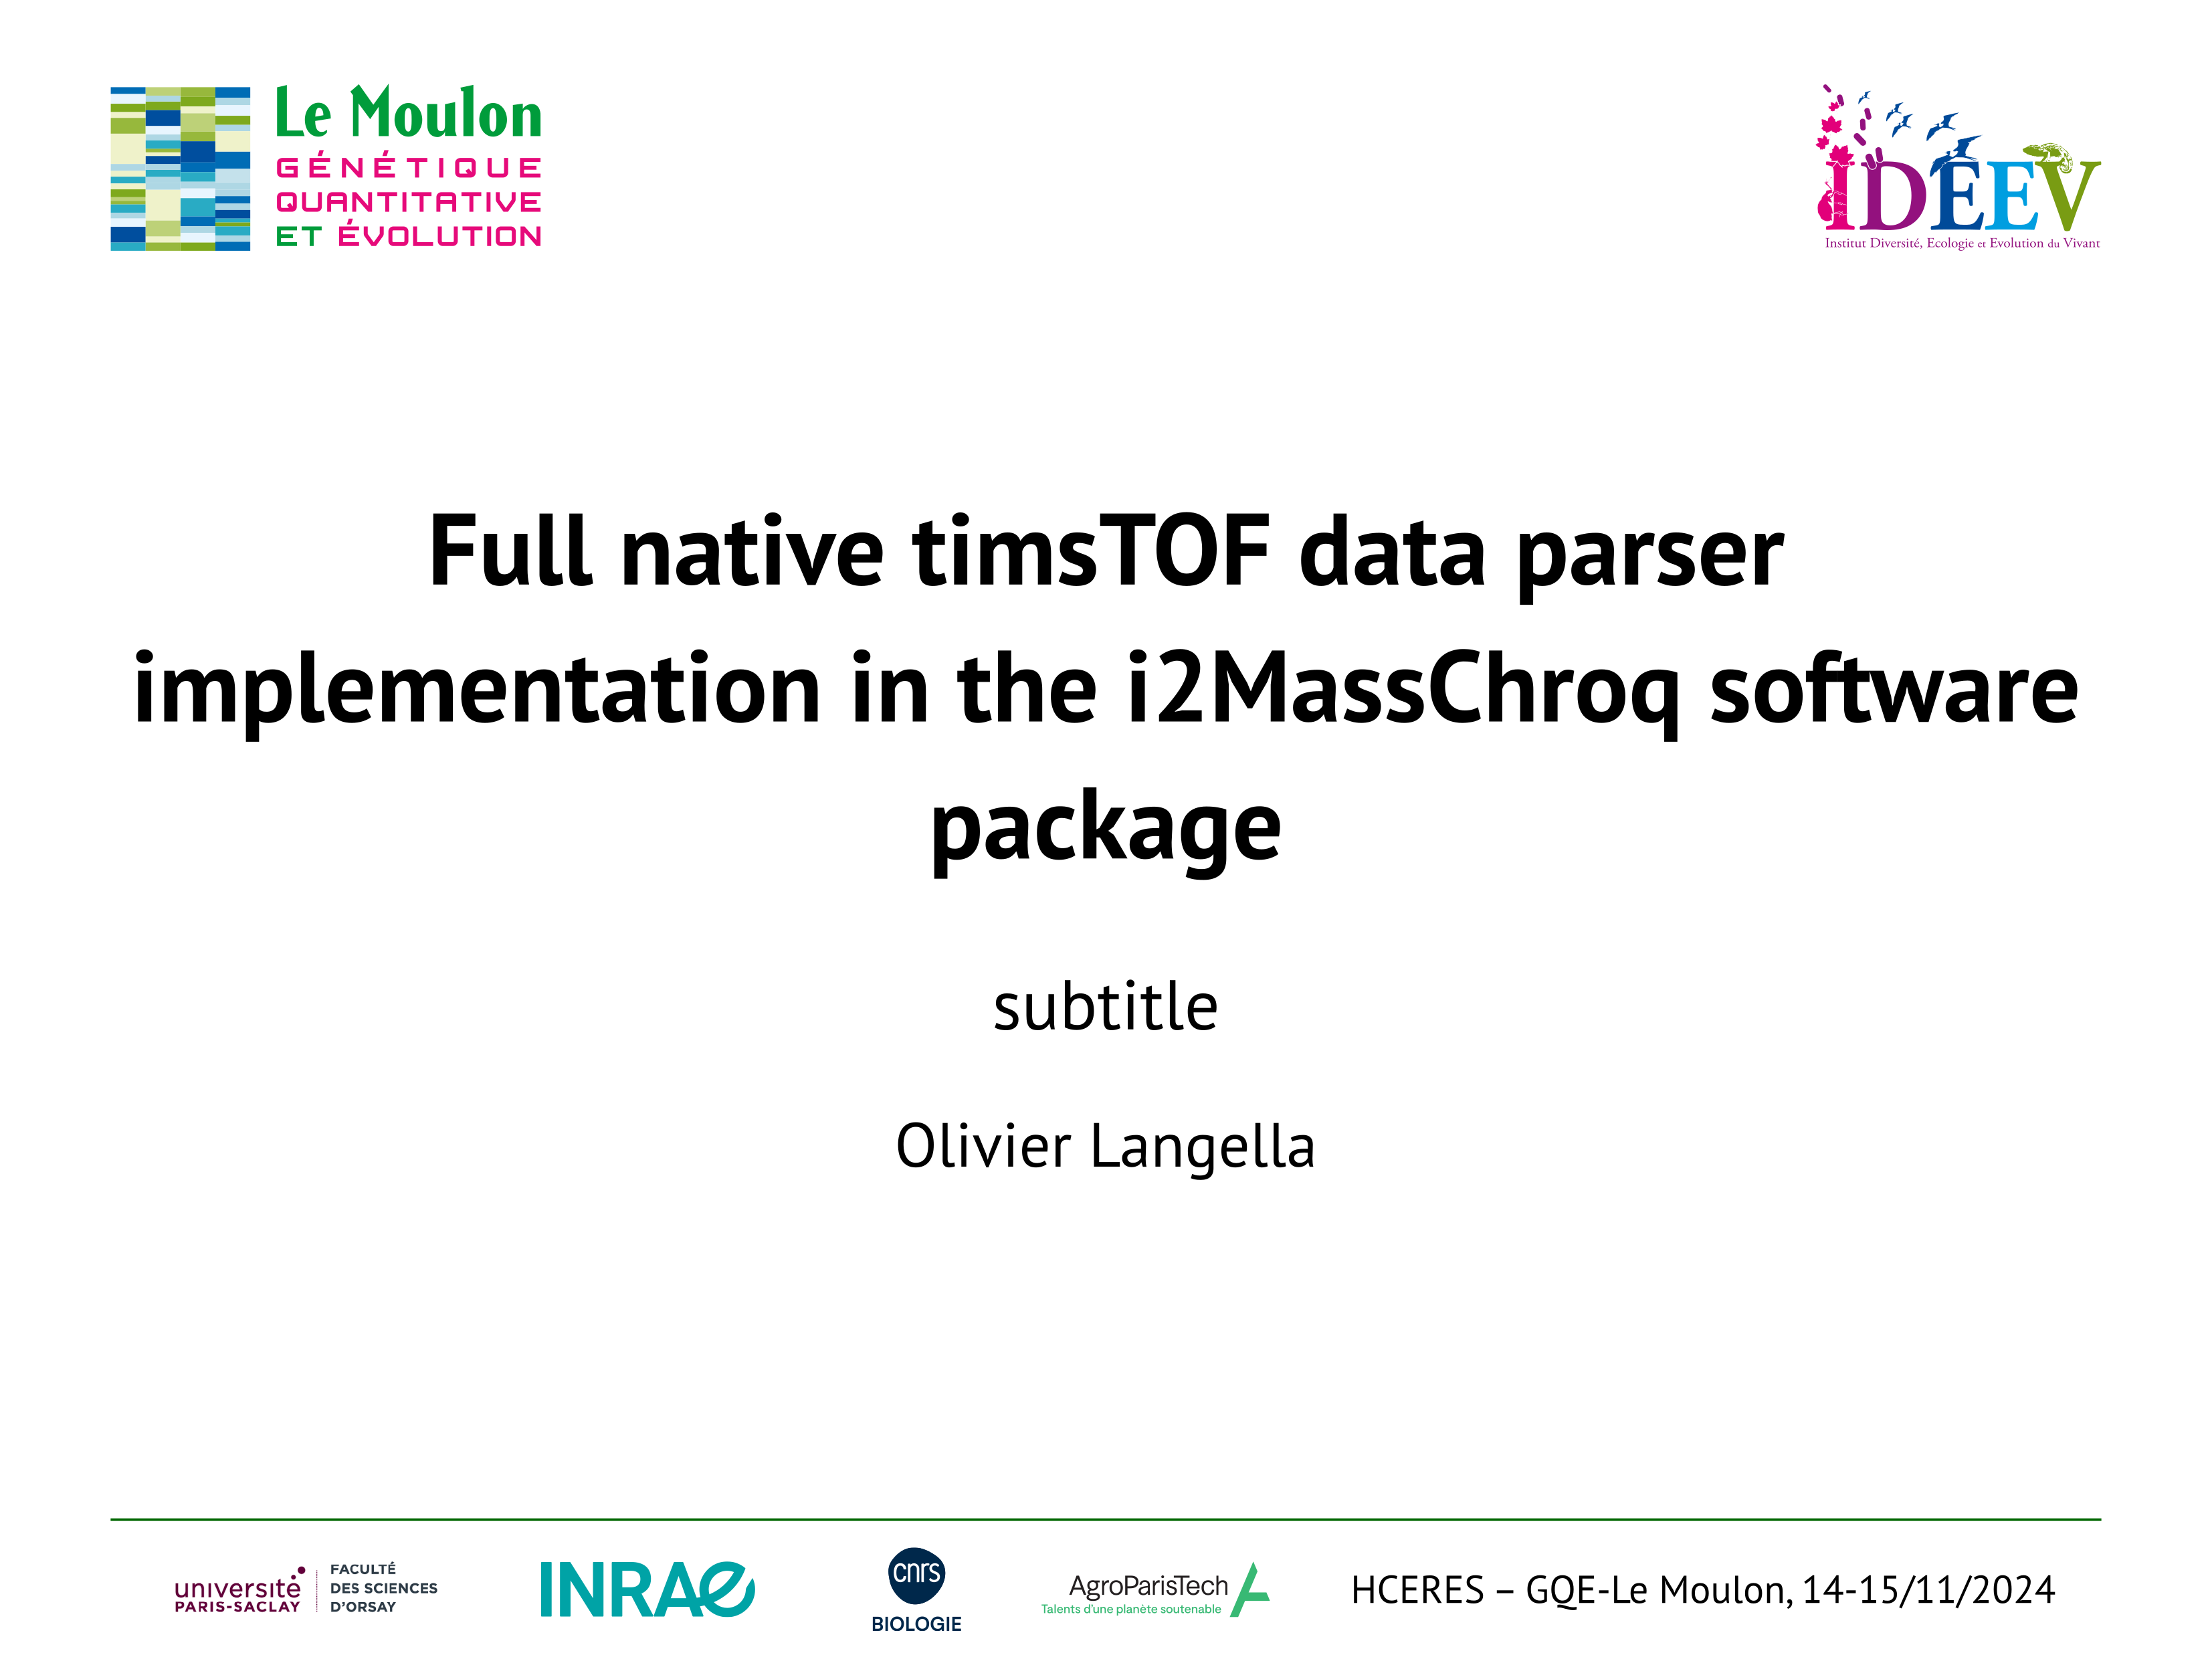 Le Moulon
GÉNÉTIQUE
QUANTITATIVE
ET ÉVOLUTION
IDEEV
Institut Diversité, Ecologie et Evolution du Vivant
Full native timsTOF data parser
implementation in the i2MassChroq software
package
subtitle
Olivier Langella
université
PARIS-SACLAY
FACULTÉ
DES SCIENCES
D'ORSAY
INRAE
cnrs
BIOLOGIE
AgroParisTech
Talents d'une planète soutenable
HCERES – GQE-Le Moulon, 14-15/11/2024